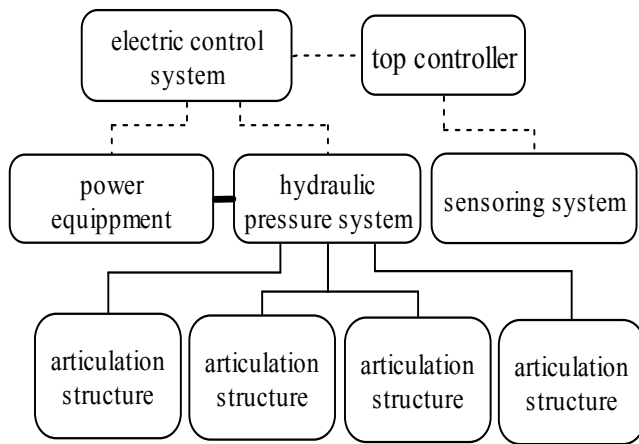 electric control
system
top controller
power
equippment
hydraulic
pressure system
sensoring system
articulation
structure
articulation
structure
articulation
structure
articulation
structure